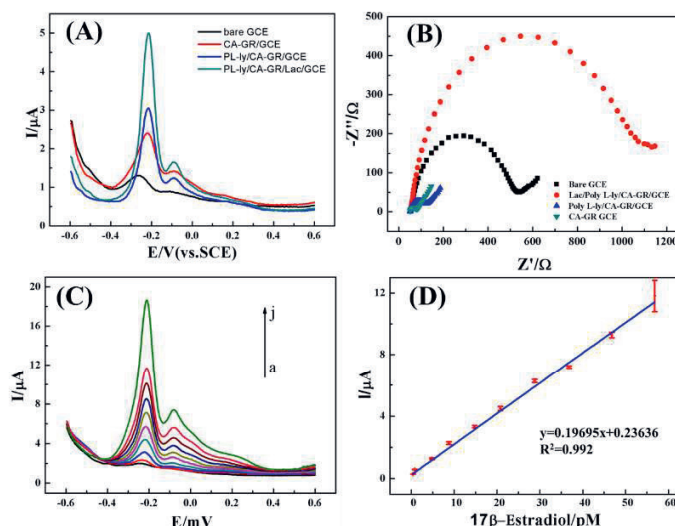 (A)
bare GCE
CA-GR/GCE
PL-ly/CA-GR/GCE
PL-ly/CA-GR/Lac/GCE
I/μA
5
4
3
2
1
0
-0.6 -0.4 -0.2 0.0 0.2 0.4 0.6
E/V(vs.SCE)
(B)
-Z''/Ω
500
400
300
200
100
0
Bare GCE
Lac/Poly L-ly/CA-GR/GCE
Poly L-ly/CA-GR/GCE
CA-GR GCE
0 200 400 600 800 1000 1200
Z'/Ω
(C)
j
a
I/μA
20
16
12
8
4
0
-0.6 -0.4 -0.2 0.0 0.2 0.4 0.6
E/mV
(D)
I/μA
12
8
4
0
y=0.19695x+0.23636
R²=0.992
0 10 20 30 40 50 60
17β-Estradiol/pM